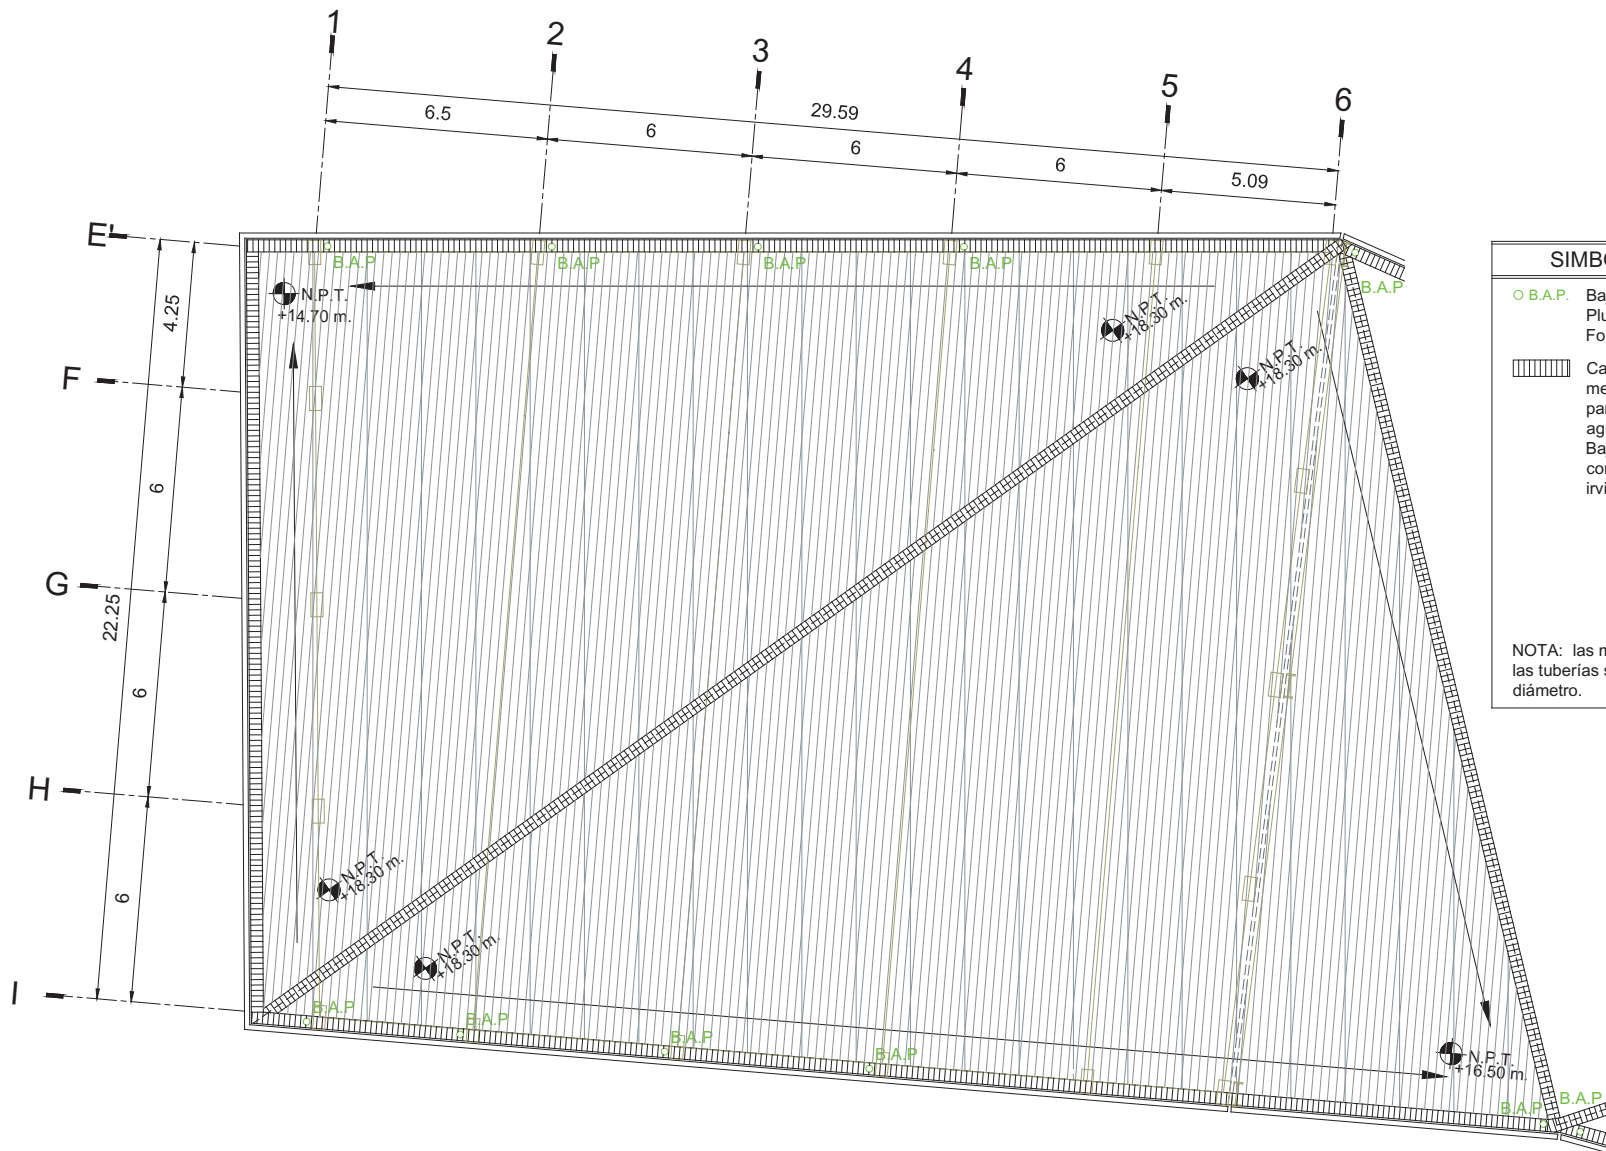 1
2
3
4
5
6
29.59
6.5
6
6
6
5.09
E'
F
G
H
I
4.25
6
22.25
6
6
B.A.P
B.A.P
B.A.P
B.A.P
B.A.P
N.P.T.
+14.70 m.
N.P.T.
+18.30 m.
N.P.T.
+18.30 m.
N.P.T.
+18.30 m.
N.P.T.
+18.30 m.
N.P.T.
+16.50 m.
B.A.P
B.A.P
B.A.P
B.A.P
B.A.P
B.A.P
B.A.P.
NOTA: las
las tuberías
diámetro.